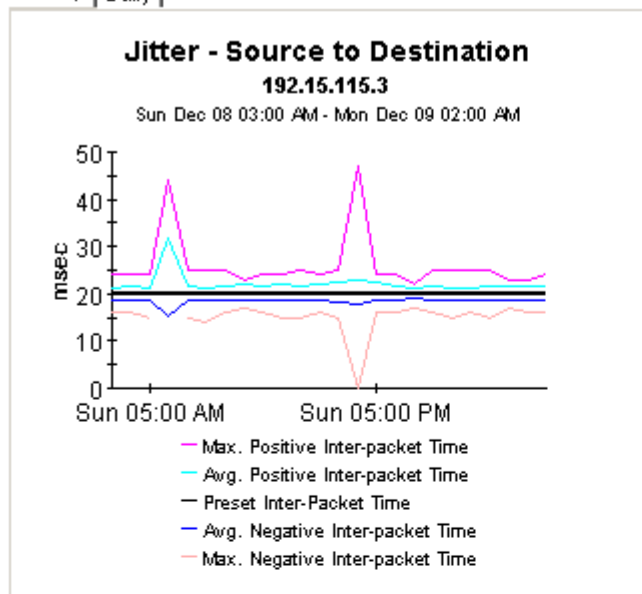 Jitter - Source to Destination
192.15.115.3
Sun Dec 08 03:00 AM - Mon Dec 09 02:00 AM
50
40
30
20
10
0
msec
Sun 05:00 AM Sun 05:00 PM
Max. Positive Inter-packet Time
Avg. Positive Inter-packet Time
Preset Inter-Packet Time
Avg. Negative Inter-packet Time
Max. Negative Inter-packet Time